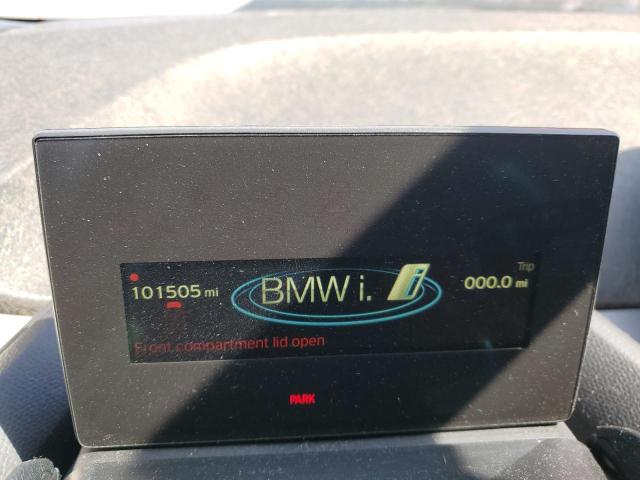 Trip
101505 mi BMW i. i 000.0 mi
Front compartment lid open
PARK